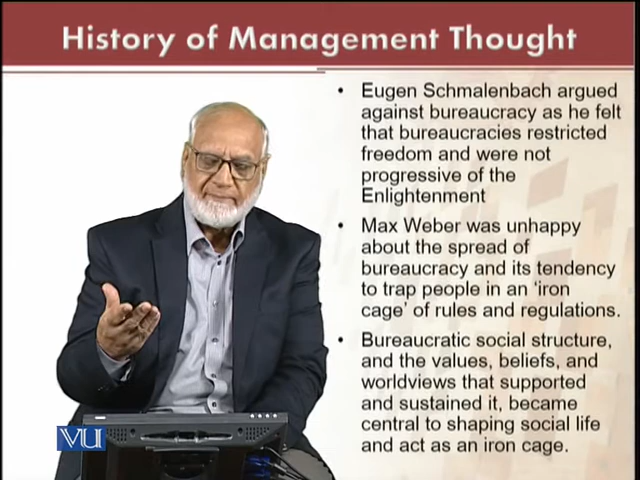 History of Management Thought
• Eugen Schmalenbach argued
against bureaucracy as he felt
that bureaucracies restricted
freedom and were not
progressive of the
Enlightenment
• Max Weber was unhappy
about the spread of
bureaucracy and its tendency
to trap people in an ‘iron
cage’ of rules and regulations.
• Bureaucratic social structure,
and the values, beliefs, and
worldviews that supported
and sustained it, became
central to shaping social life
and act as an iron cage.
VU